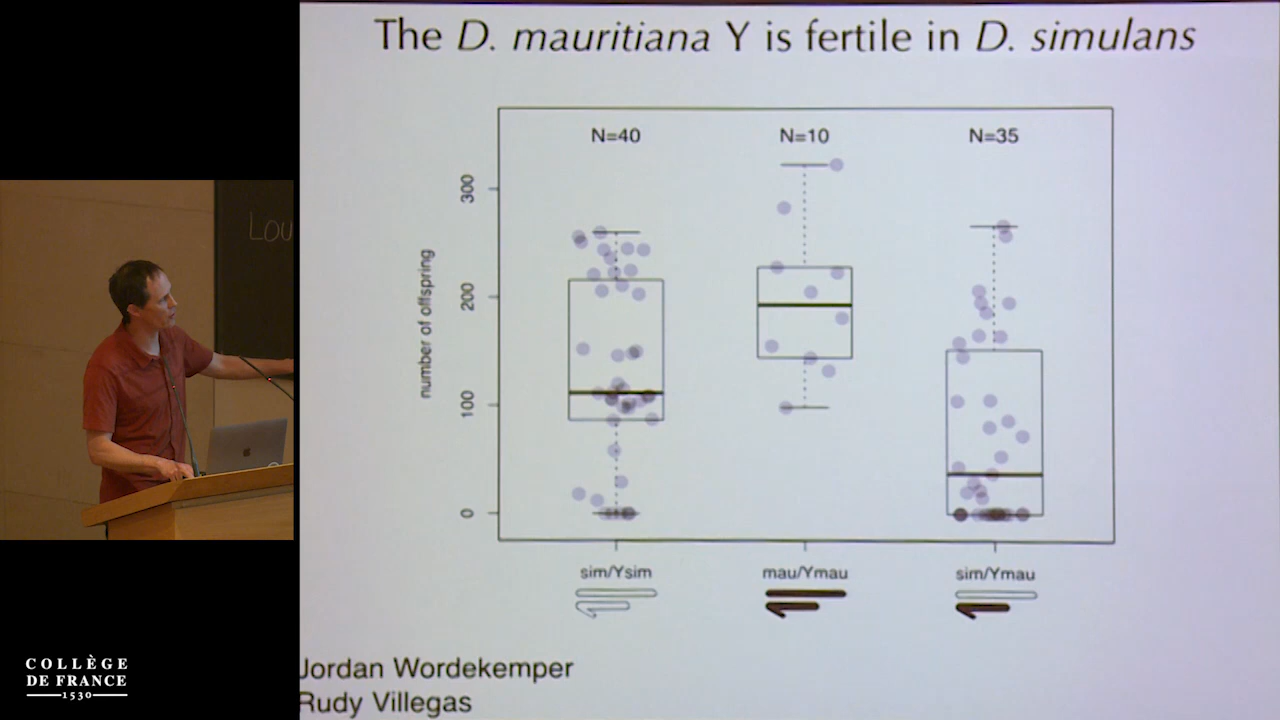 The D. mauritiana Y is fertile in D. simulans
N=40
N=10
N=35
number of offspring
300
200
100
0
sim/Ysim
mau/Ymau
sim/Ymau
Jordan Wordekemper
Rudy Villegas
Lou
COLLÈGE
DE FRANCE
1530